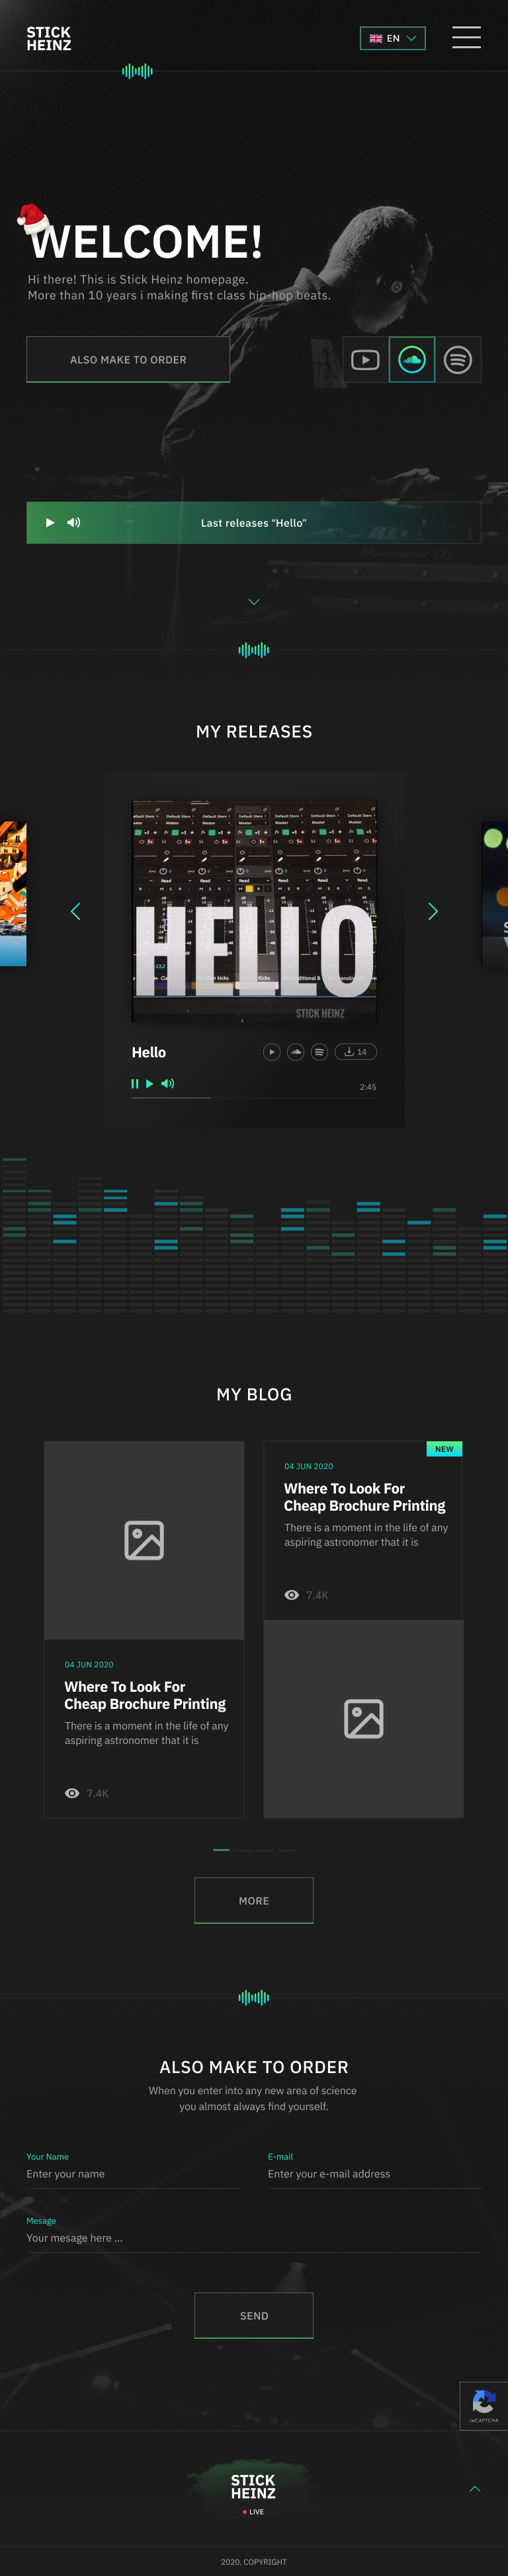 STICK
HEINZ
EN
WELCOME!
Hi there! This is Stick Heinz homepage.
More than 10 years i making first class hip-hop beats.
ALSO MAKE TO ORDER
Last releases "Hello"
MY RELEASES
HELLO
STICK HEINZ
Hello
14
2:45
MY BLOG
04 JUN 2020
Where To Look For
Cheap Brochure Printing
There is a moment in the life of any
aspiring astronomer that it is
7.4K
NEW
04 JUN 2020
Where To Look For
Cheap Brochure Printing
There is a moment in the life of any
aspiring astronomer that it is
7.4K
MORE
ALSO MAKE TO ORDER
When you enter into any new area of science
you almost always find yourself.
Your Name
Enter your name
E-mail
Enter your e-mail address
Mesage
Your mesage here ...
SEND
reCAPTCHA
STICK
HEINZ
LIVE
2020. COPYRIGHT